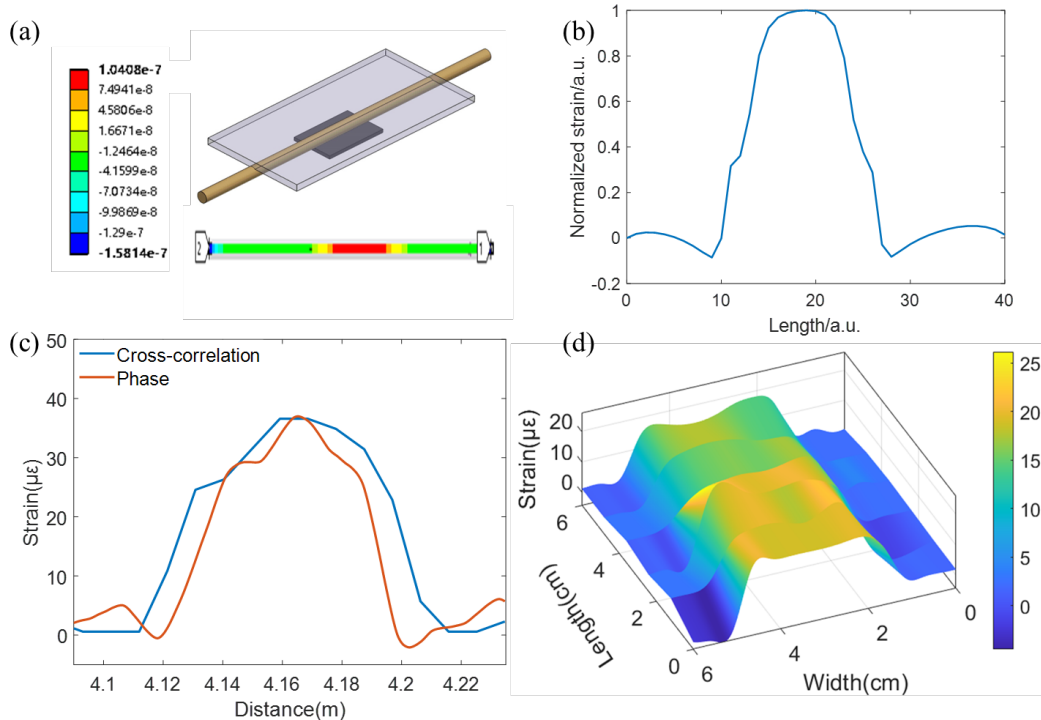 (a)
1.0408e-7
7.4941e-8
4.5806e-8
1.6671e-8
-1.2464e-8
-4.1599e-8
-7.0734e-8
-9.9869e-8
-1.29e-7
-1.5814e-7
2
1
(b)
Normalized strain/a.u.
1
0.8
0.6
0.4
0.2
0
-0.2
0 10 20 30 40
Length/a.u.
(c)
Cross-correlation
Phase
Strain(με)
50
40
30
20
10
0
4.1 4.12 4.14 4.16 4.18 4.2 4.22
Distance(m)
(d)
Strain(με)
20
10
0
6
4
2
0
Length(cm)
6
4
2
0
Width(cm)
25
20
15
10
5
0